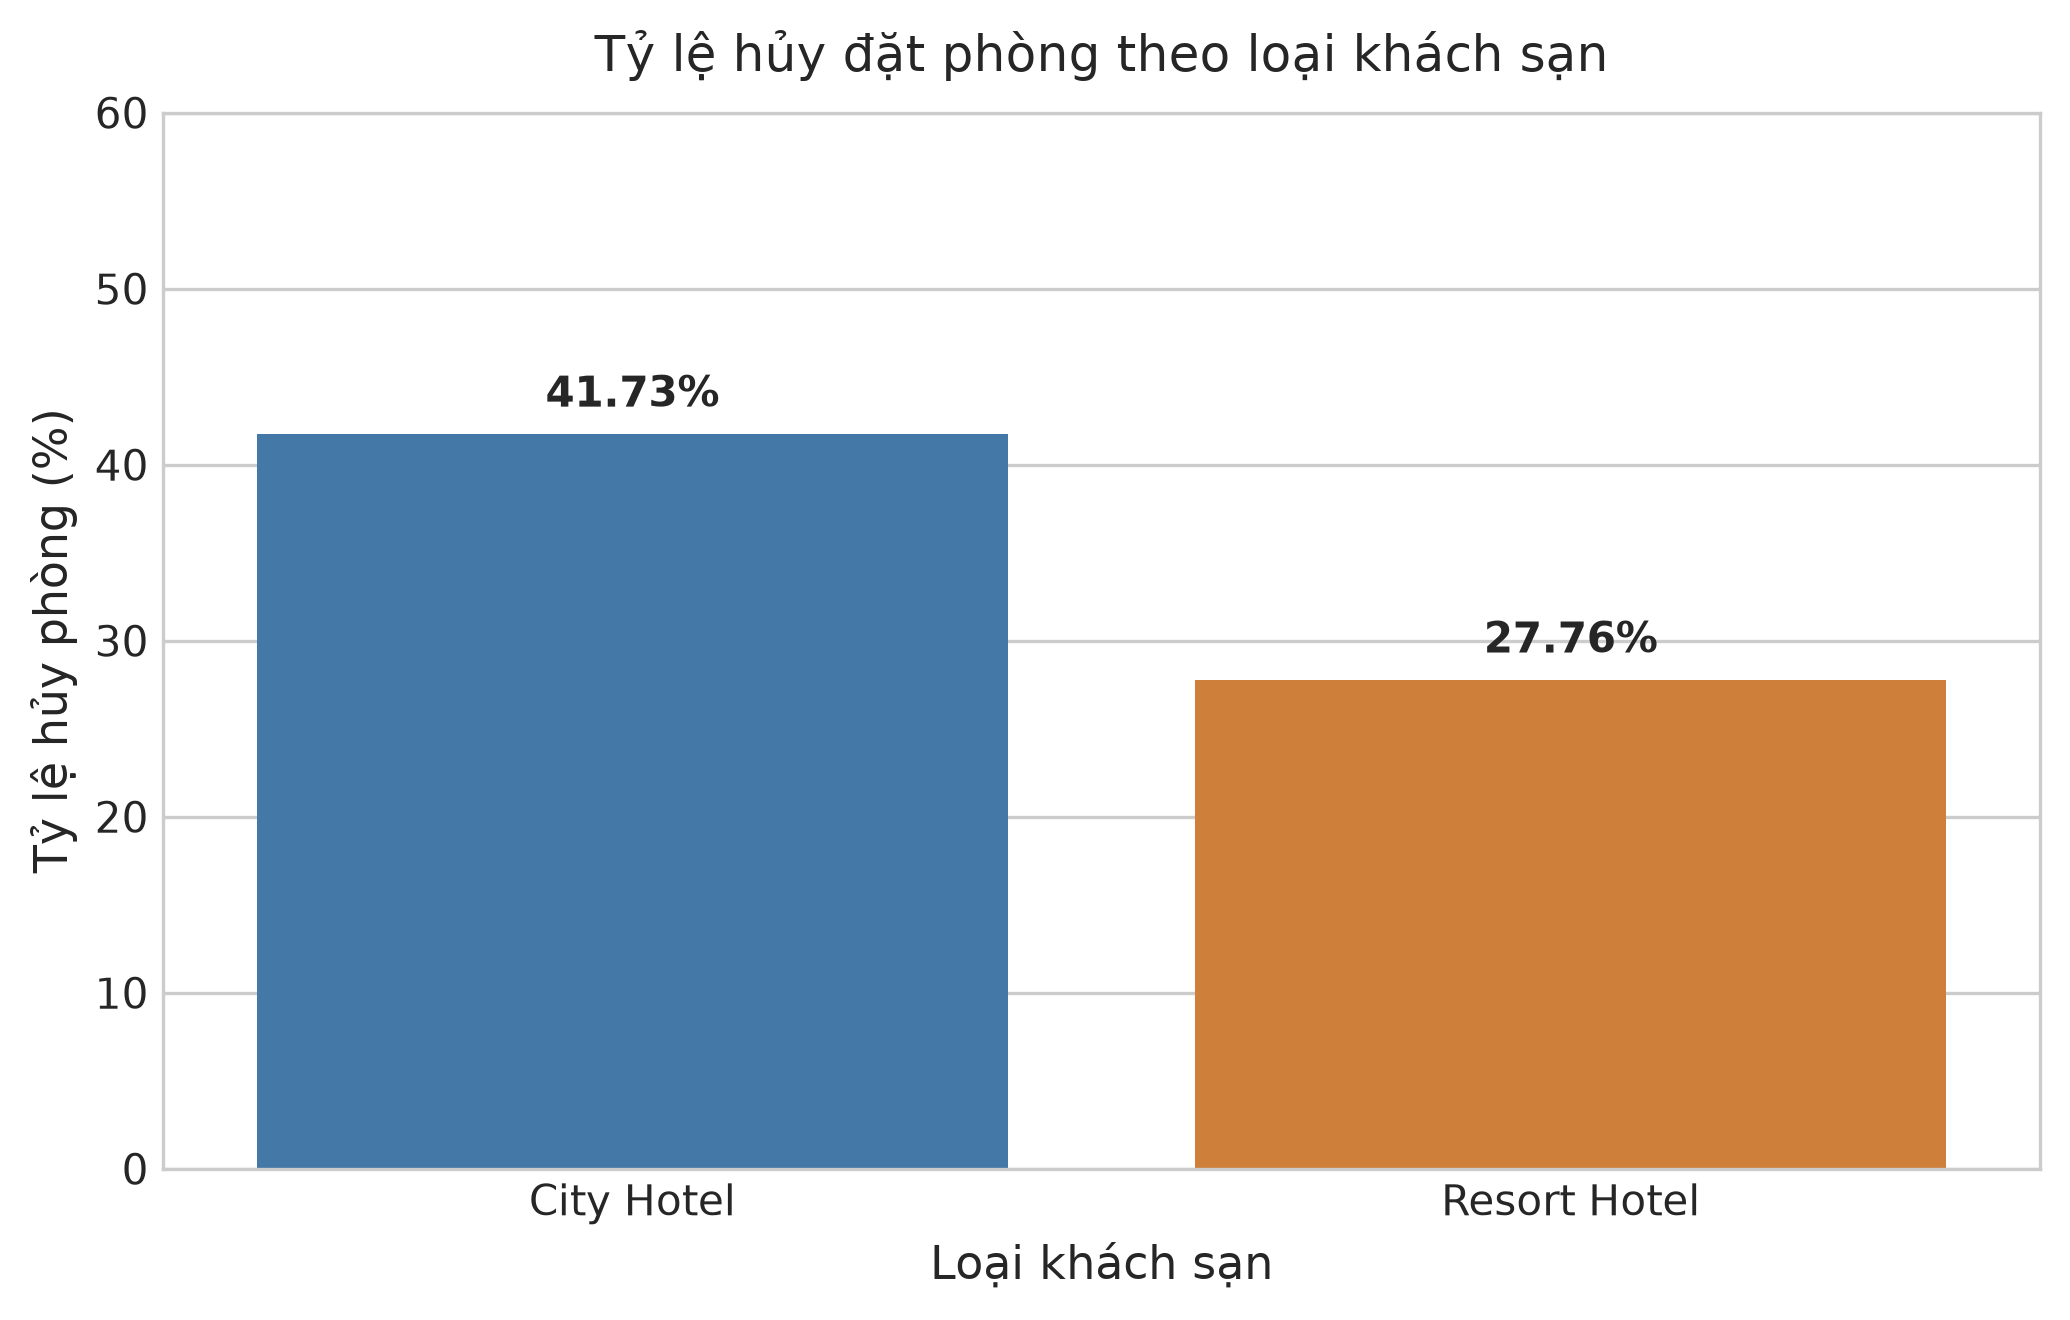 Tỷ lệ hủy đặt phòng theo loại khách sạn
Tỷ lệ hủy phòng (%)
60
50
40
30
20
10
0
41.73%
27.76%
City Hotel
Resort Hotel
Loại khách sạn